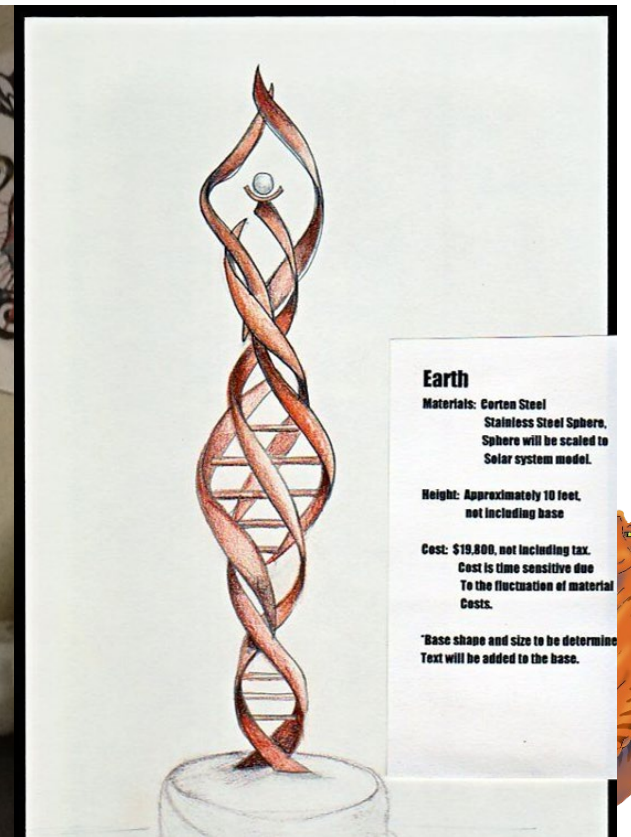 Earth
Materials: Corten Steel
Stainless Steel Sphere,
Sphere will be scaled to
Solar system model.
Height: Approximately 10 feet,
not including base
Cost: $19,800, not including tax.
Cost is time sensitive due
To the fluctuation of material
Costs.
*Base shape and size to be determine
Text will be added to the base.